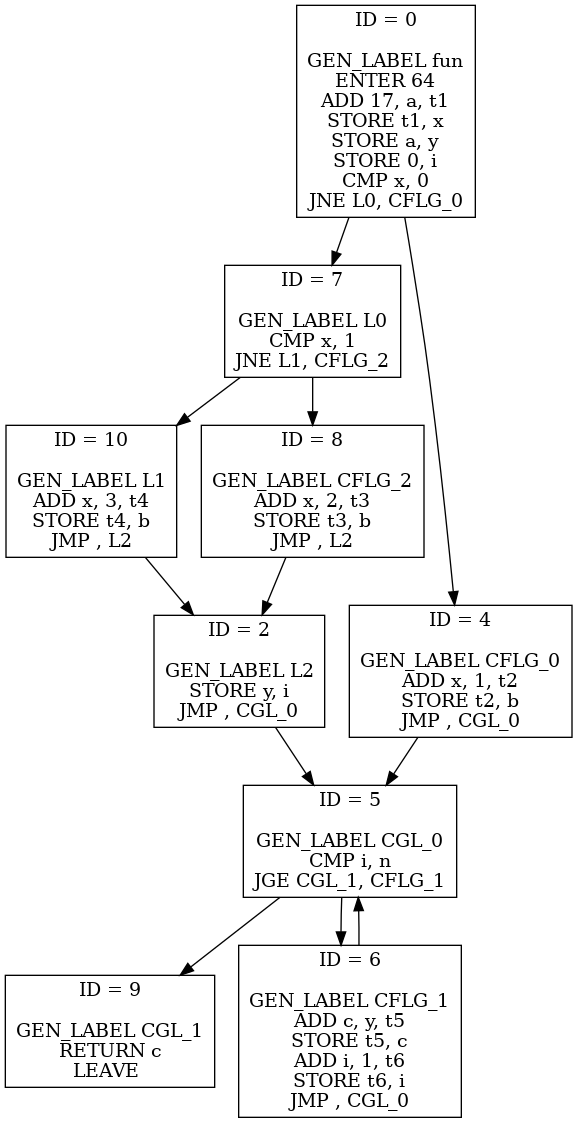 ID = 0
GEN_LABEL fun
ENTER 64
ADD 17, a, t1
STORE t1, x
STORE a, y
STORE 0, i
CMP x, 0
JNE L0, CFLG_0
ID = 7
GEN_LABEL L0
CMP x, 1
JNE L1, CFLG_2
ID = 10
GEN_LABEL L1
ADD x, 3, t4
STORE t4, b
JMP , L2
ID = 8
GEN_LABEL CFLG_2
ADD x, 2, t3
STORE t3, b
JMP , L2
ID = 2
GEN_LABEL L2
STORE y, i
JMP , CGL_0
ID = 4
GEN_LABEL CFLG_0
ADD x, 1, t2
STORE t2, b
JMP , CGL_0
ID = 5
GEN_LABEL CGL_0
CMP i, n
JGE CGL_1, CFLG_1
ID = 9
GEN_LABEL CGL_1
RETURN c
LEAVE
ID = 6
GEN_LABEL CFLG_1
ADD c, y, t5
STORE t5, c
ADD i, 1, t6
STORE t6, i
JMP , CGL_0